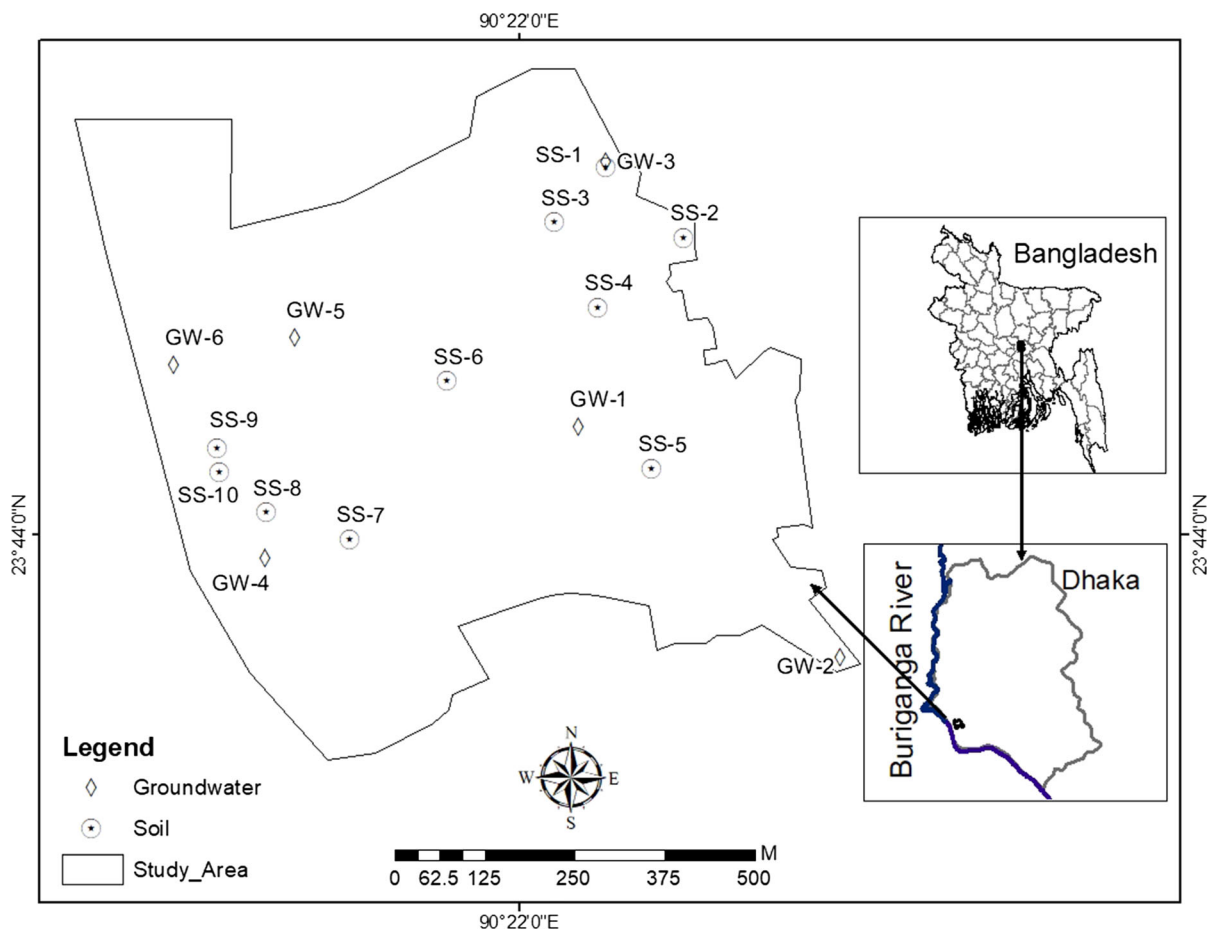 90°22'0"E
SS-1
GW-3
SS-3
SS-2
SS-4
GW-5
GW-6
SS-6
GW-1
SS-9
SS-5
SS-10
SS-8
SS-7
GW-4
GW-2
23°44'0"N
23°44'0"N
Bangladesh
Dhaka
Buriganga River
Legend
Groundwater
Soil
Study_Area
N
W
E
S
M
0 62.5 125 250 375 500
90°22'0"E